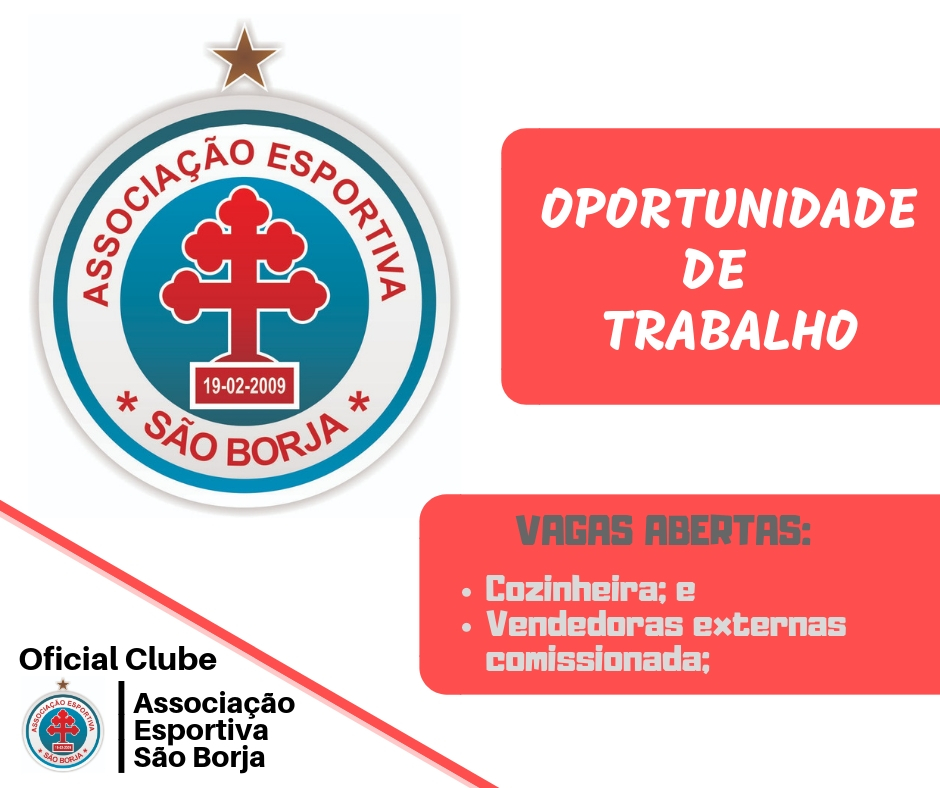 ASSOCIAÇÃO ESPORTIVA
19-02-2009
* SÃO BORJA *
OPORTUNIDADE
DE
TRABALHO
VAGAS ABERTAS:
• Cozinheira; e
• Vendedoras externas
comissionada;
Oficial Clube
ASSOCIAÇÃO ESPORTIVA
19-02-2009
* SÃO BORJA *
Associação
Esportiva
São Borja